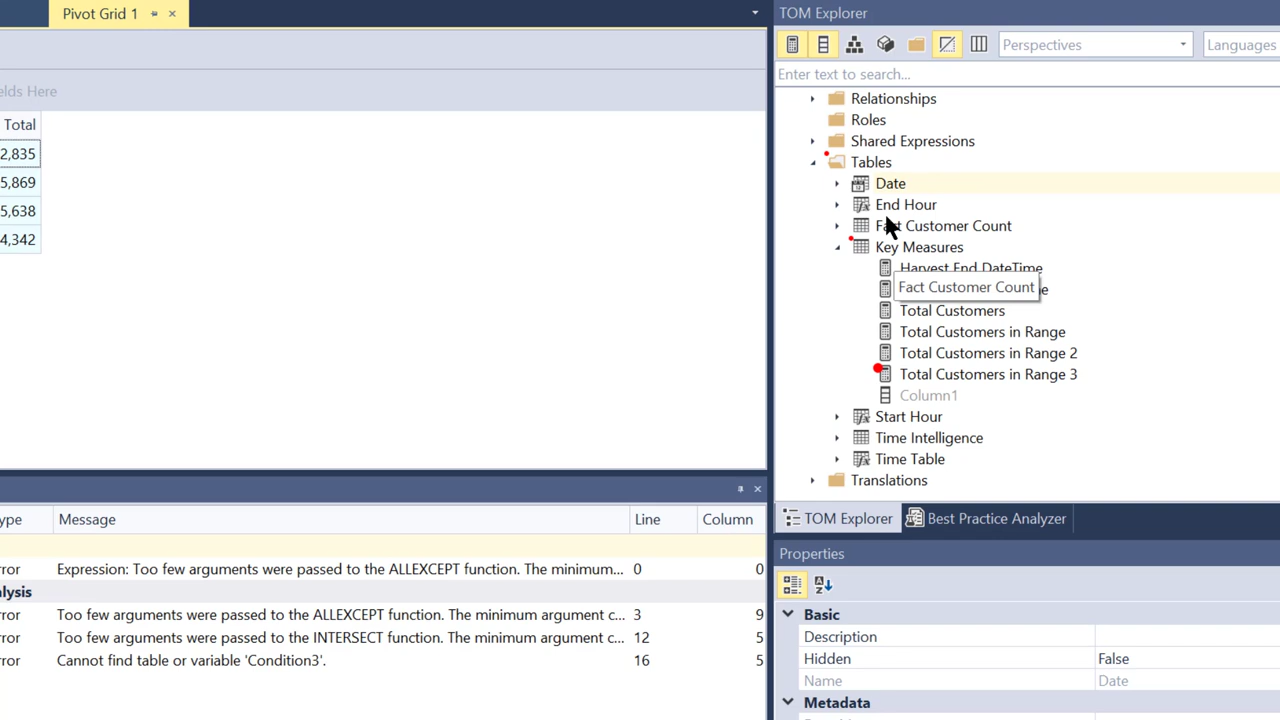 Pivot Grid 1
elds Here
Total
2,835
5,869
5,638
4,342
ype Message Line Column
rror Expression: Too few arguments were passed to the ALLEXCEPT function. The minimum... 0 0
alysis
rror Too few arguments were passed to the ALLEXCEPT function. The minimum argument c... 3 9
rror Too few arguments were passed to the INTERSECT function. The minimum argument c... 12 5
rror Cannot find table or variable 'Condition3'. 16 5
TOM Explorer
Perspectives Languages
Enter text to search...
Relationships
Roles
Shared Expressions
Tables
Date
End Hour
Fact Customer Count
Key Measures
Harvest End DateTime
Fact Customer Count
Total Customers
Total Customers in Range
Total Customers in Range 2
Total Customers in Range 3
Column1
Start Hour
Time Intelligence
Time Table
Translations
TOM Explorer Best Practice Analyzer
Properties
Basic
Description
Hidden False
Name Date
Metadata